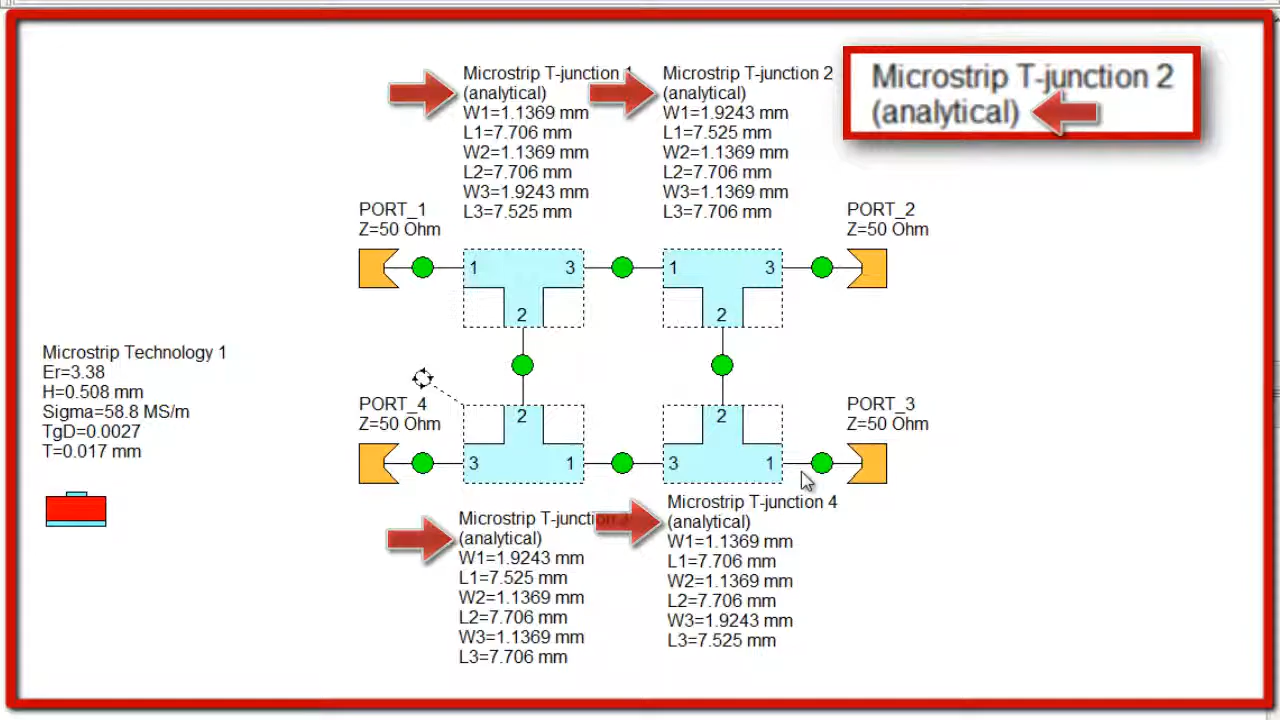 Microstrip T-junction 1
(analytical)
W1=1.1369 mm
L1=7.706 mm
W2=1.1369 mm
L2=7.706 mm
W3=1.9243 mm
L3=7.525 mm
Microstrip T-junction 2
(analytical)
W1=1.9243 mm
L1=7.525 mm
W2=1.1369 mm
L2=7.706 mm
W3=1.1369 mm
L3=7.706 mm
Microstrip T-junction 2
(analytical)
PORT_1
Z=50 Ohm
PORT_2
Z=50 Ohm
1 3
2
1 3
2
Microstrip Technology 1
Er=3.38
H=0.508 mm
Sigma=58.8 MS/m
TgD=0.0027
T=0.017 mm
PORT_4
Z=50 Ohm
PORT_3
Z=50 Ohm
2
3 1
2
3 1
Microstrip T-junction
(analytical)
W1=1.9243 mm
L1=7.525 mm
W2=1.1369 mm
L2=7.706 mm
W3=1.1369 mm
L3=7.706 mm
Microstrip T-junction 4
(analytical)
W1=1.1369 mm
L1=7.706 mm
W2=1.1369 mm
L2=7.706 mm
W3=1.9243 mm
L3=7.525 mm